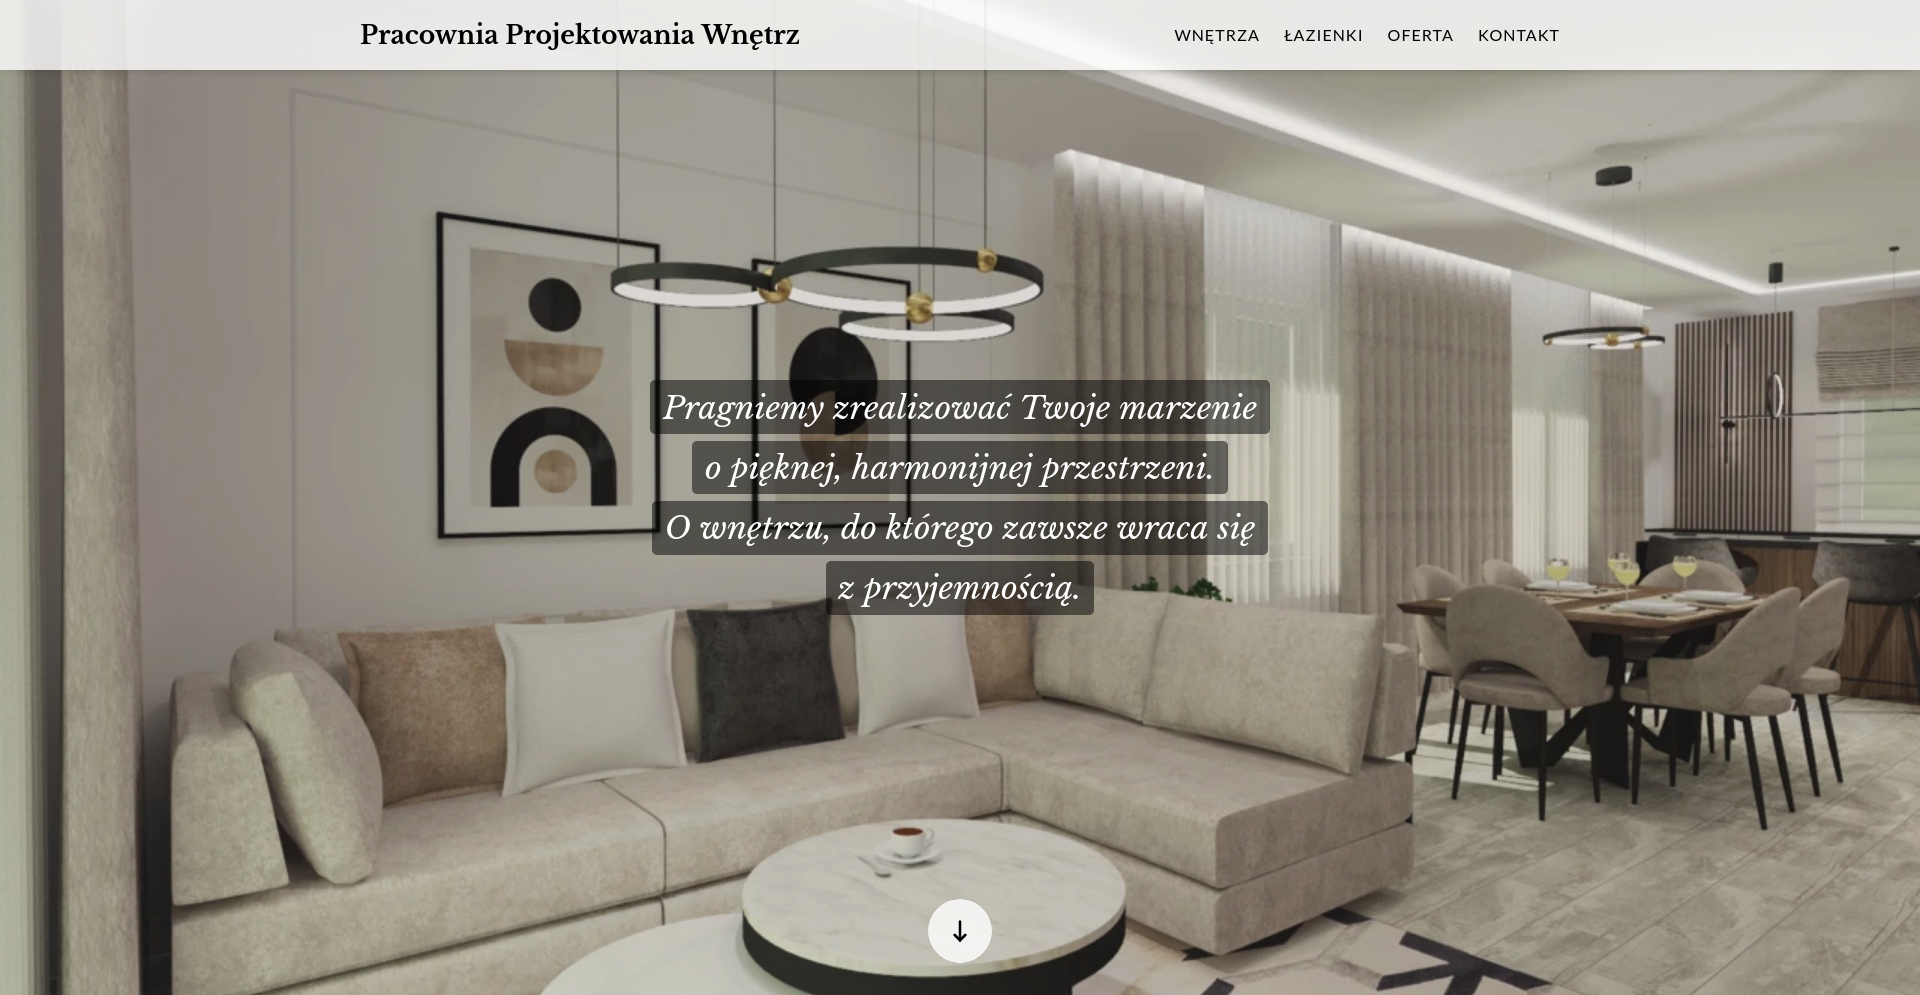 Pracownia Projektowania Wnętrz
WNĘTRZA ŁAZIENKI OFERTA KONTAKT
Pragniemy zrealizować Twoje marzenie
o pięknej, harmonijnej przestrzeni.
O wnętrzu, do którego zawsze wraca się
z przyjemnością.